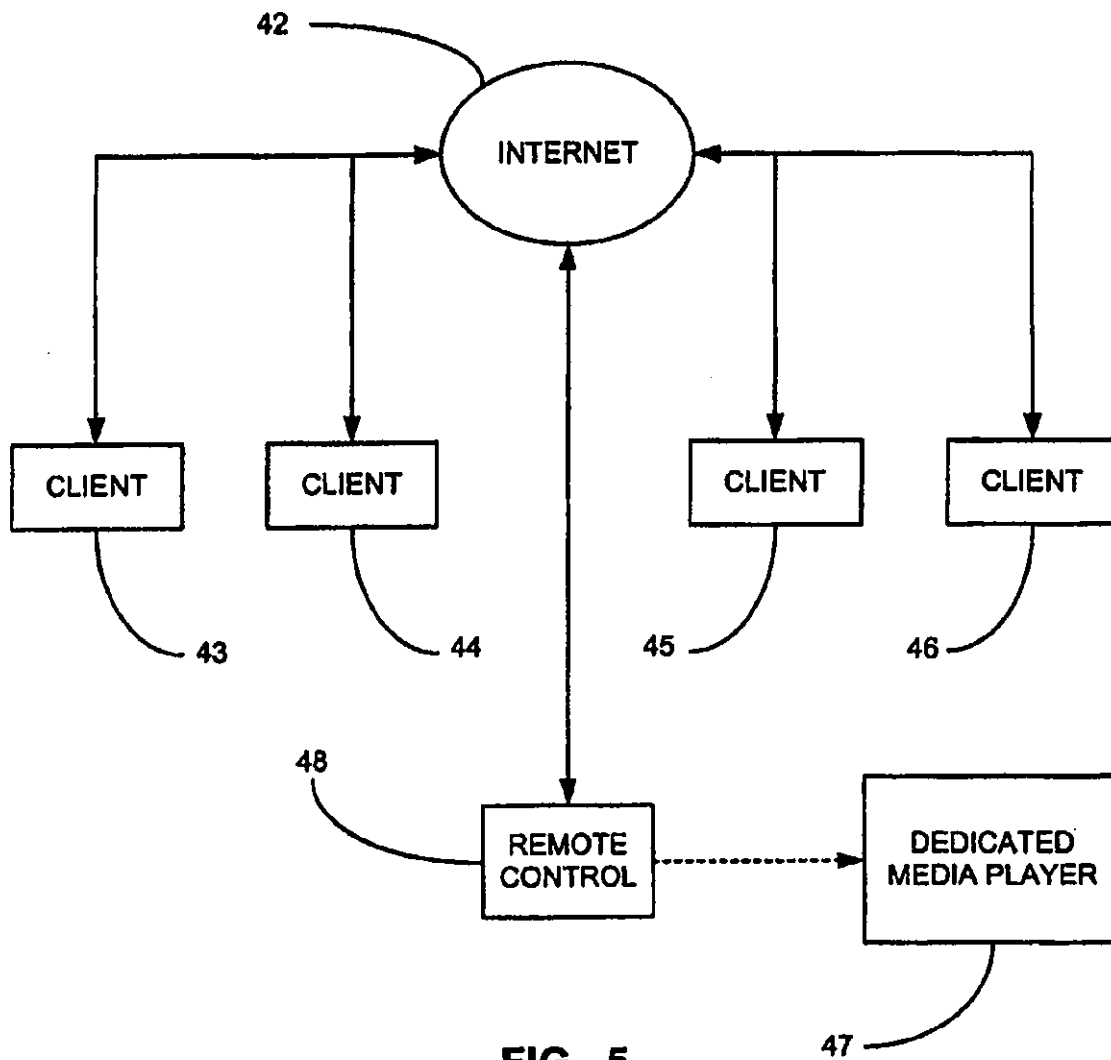 42
INTERNET
CLIENT
CLIENT
CLIENT
CLIENT
43
44
45
46
48
REMOTE
CONTROL
DEDICATED
MEDIA PLAYER
47
FIG. 5